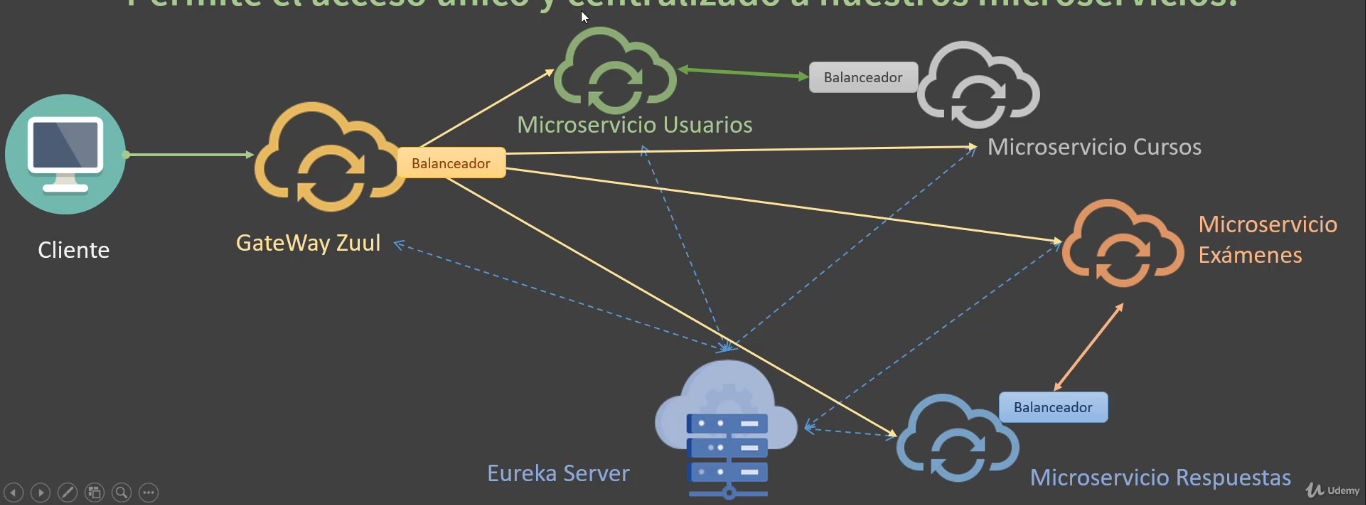 Permite el acceso único y centralizado a nuestros microservicios.
Balanceador
Microservicio Usuarios
Microservicio Cursos
Balanceador
Microservicio
Exámenes
Cliente
GateWay Zuul
Balanceador
Eureka Server
Microservicio Respuestas
Udemy